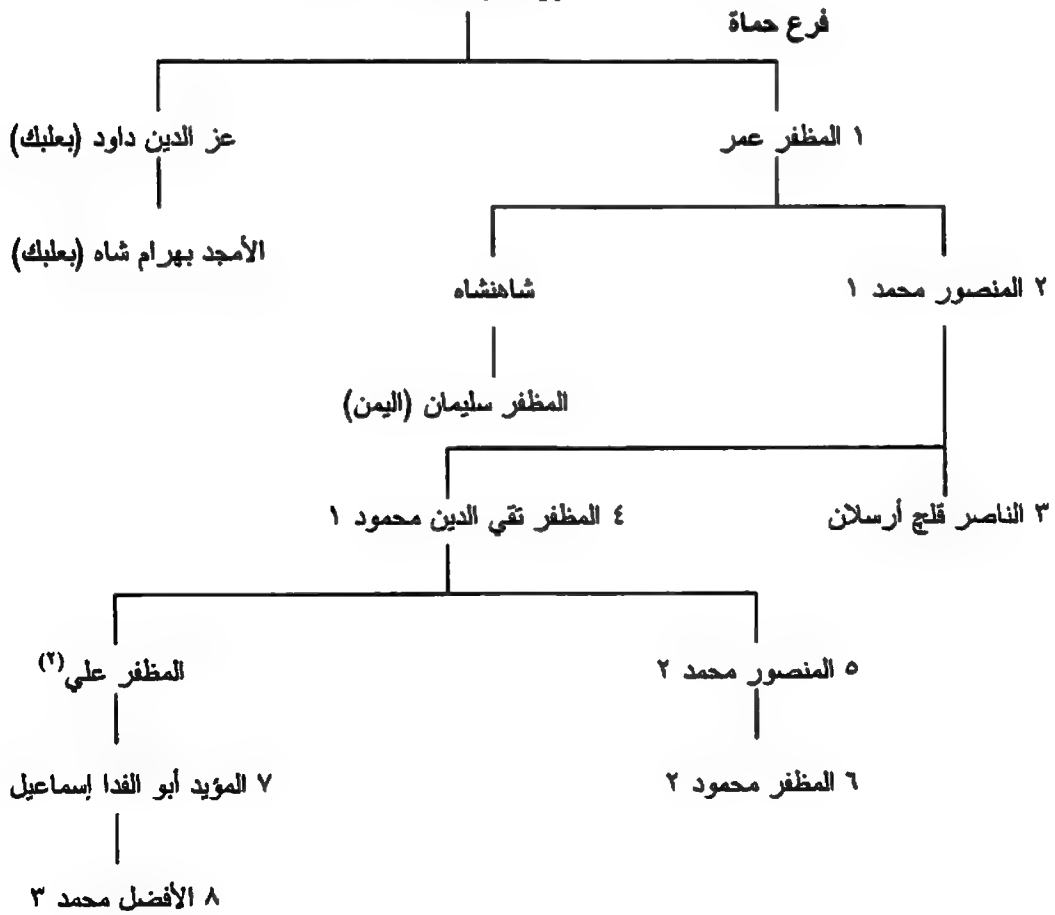 فرع حماة
١ المظفر عمر
عز الدين داود (بعلبك)
الأمجد بهرام شاه (بعلبك)
٢ المنصور محمد ١
شاهنشاه
المظفر سليمان (اليمن)
٣ الناصر قلج أرسلان
٤ المظفر تقي الدين محمود ١
٥ المنصور محمد ٢
المظفر علي(٢)
٦ المظفر محمود ٢
٧ المؤيد أبو الفدا إسماعيل
٨ الأفضل محمد ٣